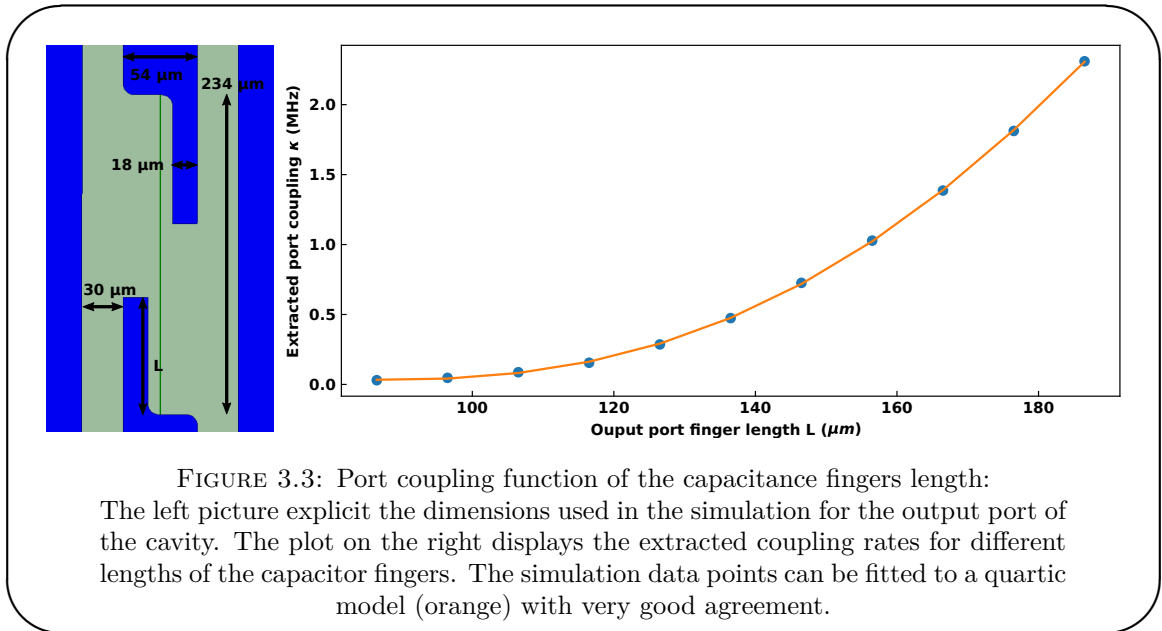 54 µm
234 µm
18 µm
30 µm
L
Extracted port coupling κ (MHz)
2.0
1.5
1.0
0.5
0.0
100
120
140
160
180
Ouput port finger length L (µm)
FIGURE 3.3: Port coupling function of the capacitance fingers length:
The left picture explicit the dimensions used in the simulation for the output port of
the cavity. The plot on the right displays the extracted coupling rates for different
lengths of the capacitor fingers. The simulation data points can be fitted to a quartic
model (orange) with very good agreement.